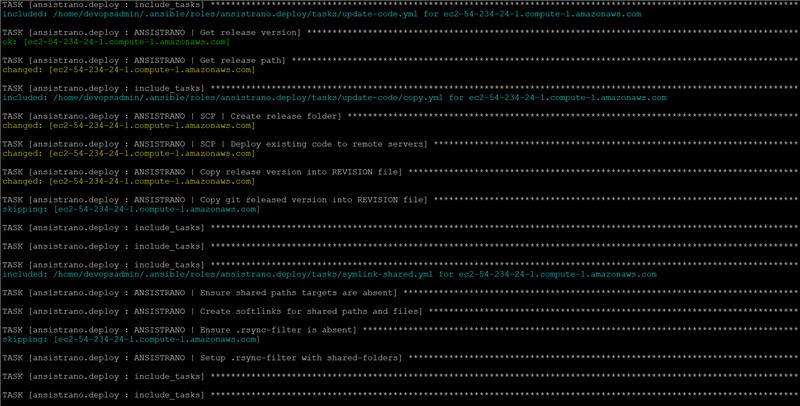 TASK [ansistrano.deploy : include_tasks] ****************************************************************************************************
included: /home/devopsadmin/.ansible/roles/ansistrano.deploy/tasks/update-code.yml for ec2-54-234-24-1.compute-1.amazonaws.com
TASK [ansistrano.deploy : ANSISTRANO | Get release version] *********************************************************************************
ok: [ec2-54-234-24-1.compute-1.amazonaws.com]
TASK [ansistrano.deploy : ANSISTRANO | Get release path] ************************************************************************************
changed: [ec2-54-234-24-1.compute-1.amazonaws.com]
TASK [ansistrano.deploy : include_tasks] ****************************************************************************************************
included: /home/devopsadmin/.ansible/roles/ansistrano.deploy/tasks/update-code/copy.yml for ec2-54-234-24-1.compute-1.amazonaws.com
TASK [ansistrano.deploy : ANSISTRANO | SCP | Create release folder] *************************************************************************
changed: [ec2-54-234-24-1.compute-1.amazonaws.com]
TASK [ansistrano.deploy : ANSISTRANO | SCP | Deploy existing code to remote servers] ********************************************************
changed: [ec2-54-234-24-1.compute-1.amazonaws.com]
TASK [ansistrano.deploy : ANSISTRANO | Copy release version into REVISION file] *************************************************************
changed: [ec2-54-234-24-1.compute-1.amazonaws.com]
TASK [ansistrano.deploy : ANSISTRANO | Copy git released version into REVISION file] ********************************************************
skipping: [ec2-54-234-24-1.compute-1.amazonaws.com]
TASK [ansistrano.deploy : include_tasks] ****************************************************************************************************
TASK [ansistrano.deploy : include_tasks] ****************************************************************************************************
TASK [ansistrano.deploy : include_tasks] ****************************************************************************************************
included: /home/devopsadmin/.ansible/roles/ansistrano.deploy/tasks/symlink-shared.yml for ec2-54-234-24-1.compute-1.amazonaws.com
TASK [ansistrano.deploy : ANSISTRANO | Ensure shared paths targets are absent] **************************************************************
TASK [ansistrano.deploy : ANSISTRANO | Create softlinks for shared paths and files] *********************************************************
TASK [ansistrano.deploy : ANSISTRANO | Ensure .rsync-filter is absent] **********************************************************************
skipping: [ec2-54-234-24-1.compute-1.amazonaws.com]
TASK [ansistrano.deploy : ANSISTRANO | Setup .rsync-filter with shared-folders] *************************************************************
TASK [ansistrano.deploy : include_tasks] ****************************************************************************************************
TASK [ansistrano.deploy : include_tasks] ****************************************************************************************************